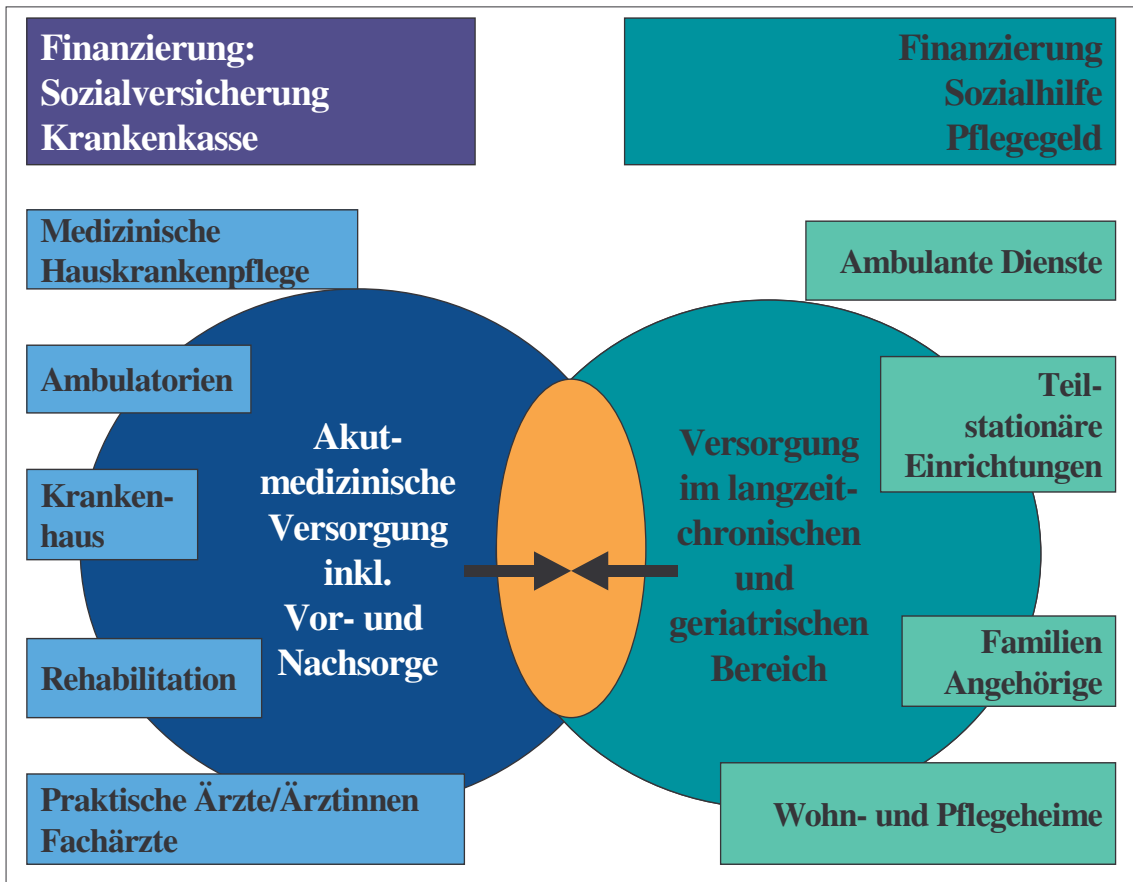 Finanzierung:
Sozialversicherung
Krankenkasse
Finanzierung
Sozialhilfe
Pflegegeld
Medizinische
Hauskrankenpflege
Ambulatorien
Kranken-
haus
Rehabilitation
Praktische Ärzte/Ärztinnen
Fachärzte
Akut-
medizinische
Versorgung
inkl.
Vor- und
Nachsorge
Versorgung
im langzeit-
chronischen
und
geriatrischen
Bereich
Ambulante Dienste
Teil-
stationäre
Einrichtungen
Familien
Angehörige
Wohn- und Pflegeheime